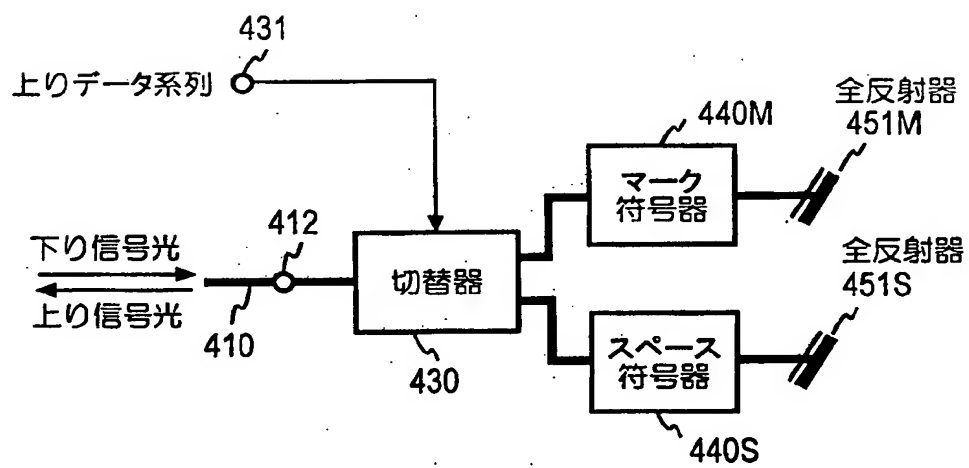 431
上りデータ系列
440M
全反射器
451M
マーク
符号器
下り信号光
412
切替器
全反射器
451S
上り信号光
410
430
スペース
符号器
440S